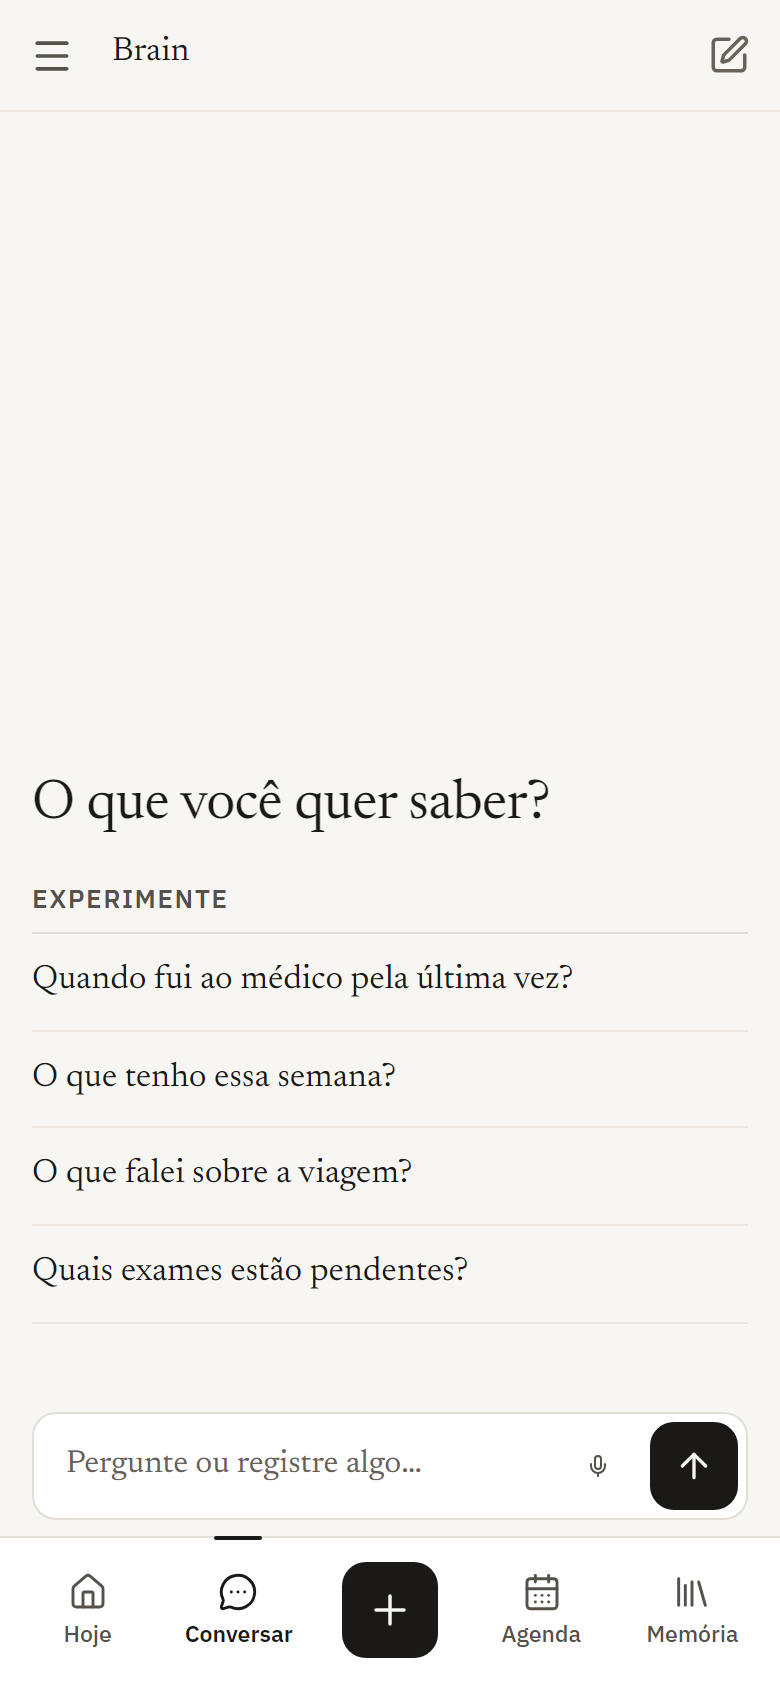 Brain
O que você quer saber?
EXPERIMENTE
Quando fui ao médico pela última vez?
O que tenho essa semana?
O que falei sobre a viagem?
Quais exames estão pendentes?
Pergunte ou registre algo...
Hoje
Conversar
Agenda
Memória